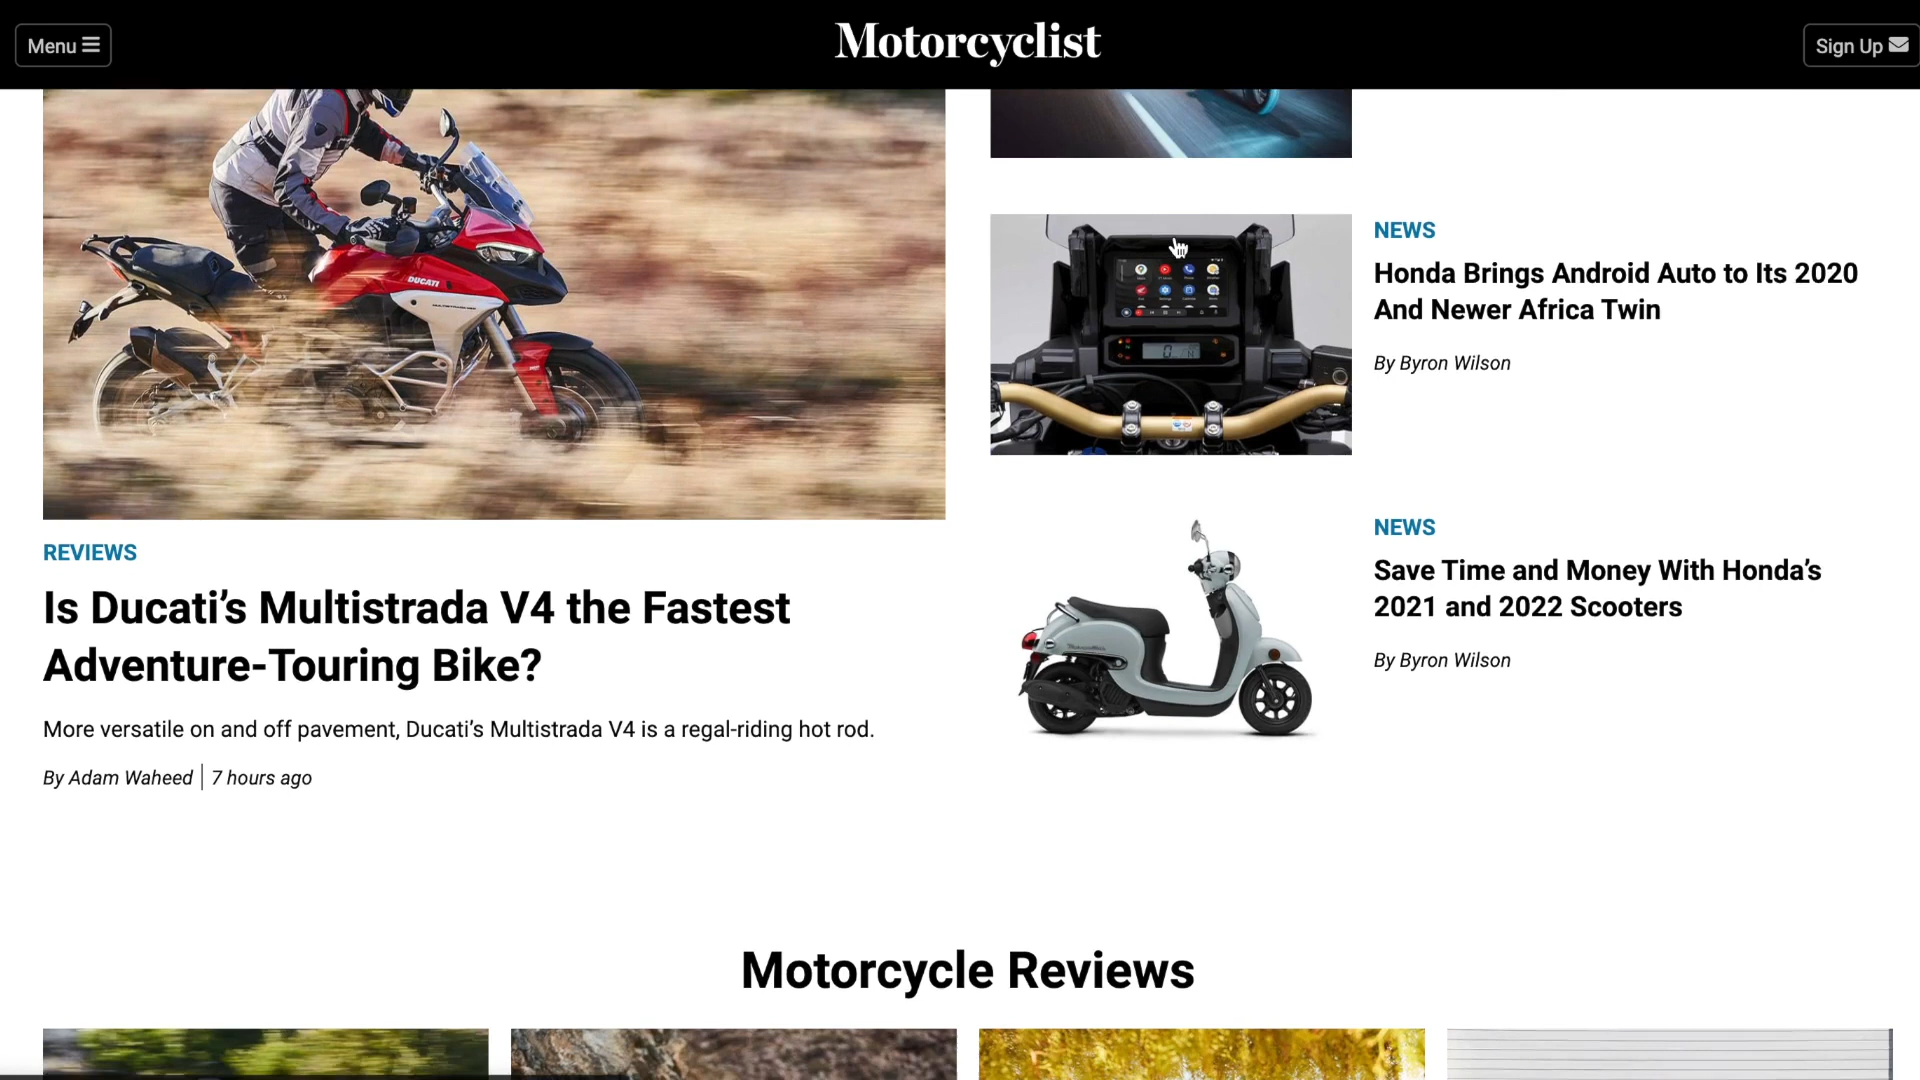 Menu
Motorcyclist
Sign Up
DUCATI
REVIEWS
Is Ducati’s Multistrada V4 the Fastest
Adventure-Touring Bike?
More versatile on and off pavement, Ducati’s Multistrada V4 is a regal-riding hot rod.
By Adam Waheed | 7 hours ago
NEWS
Honda Brings Android Auto to Its 2020
And Newer Africa Twin
By Byron Wilson
NEWS
Save Time and Money With Honda’s
2021 and 2022 Scooters
By Byron Wilson
Motorcycle Reviews